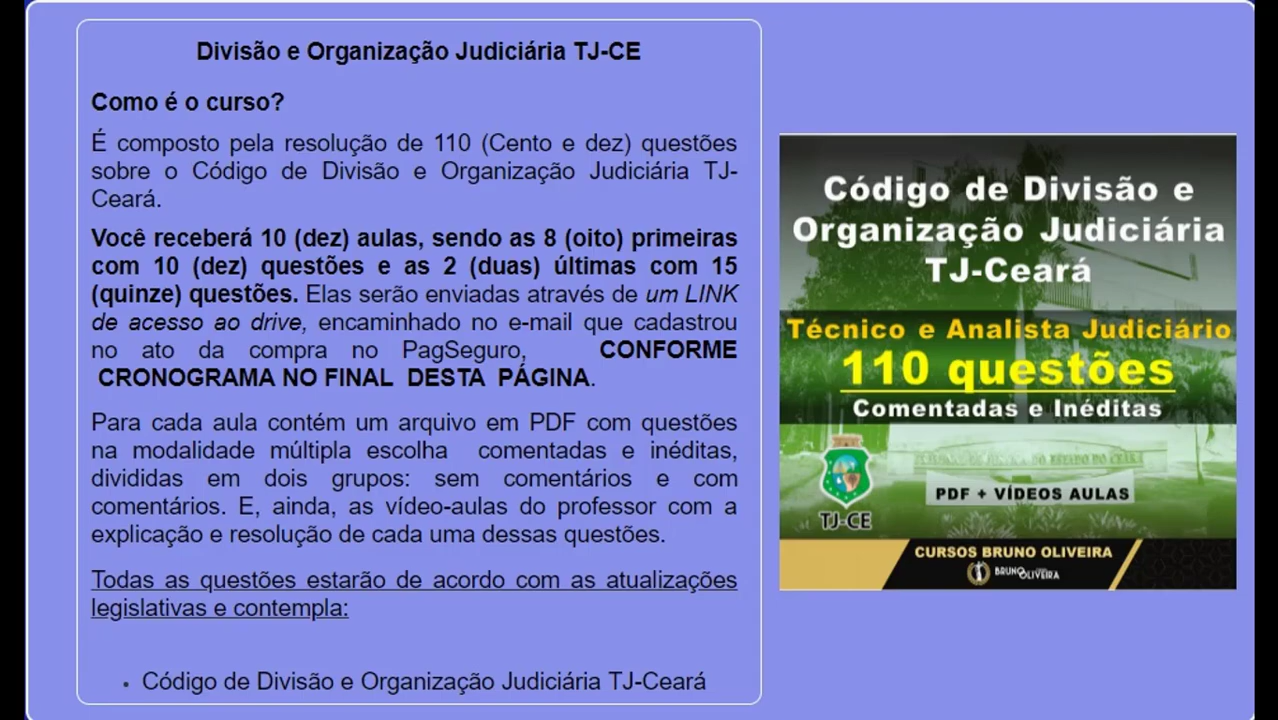 Divisão e Organização Judiciária TJ-CE
Como é o curso?
É composto pela resolução de 110 (Cento e dez) questões
sobre o Código de Divisão e Organização Judiciária TJ-
Ceará.
Você receberá 10 (dez) aulas, sendo as 8 (oito) primeiras
com 10 (dez) questões e as 2 (duas) últimas com 15
(quinze) questões. Elas serão enviadas através de um LINK
de acesso ao drive, encaminhado no e-mail que cadastrou
no ato da compra no PagSeguro, CONFORME
CRONOGRAMA NO FINAL DESTA PÁGINA.
Para cada aula contém um arquivo em PDF com questões
na modalidade múltipla escolha comentadas e inéditas,
divididas em dois grupos: sem comentários e com
comentários. E, ainda, as vídeo-aulas do professor com a
explicação e resolução de cada uma dessas questões.
Todas as questões estarão de acordo com as atualizações
legislativas e contempla:
• Código de Divisão e Organização Judiciária TJ-Ceará
Código de Divisão e
Organização Judiciária
TJ-Ceará
Técnico e Analista Judiciário
110 questões
Comentadas e Inéditas
DO ESTADO DO CEARÁ
PDF + VÍDEOS AULAS
TJ-CE
CURSOS BRUNO OLIVEIRA
BRUNO OLIVEIRA